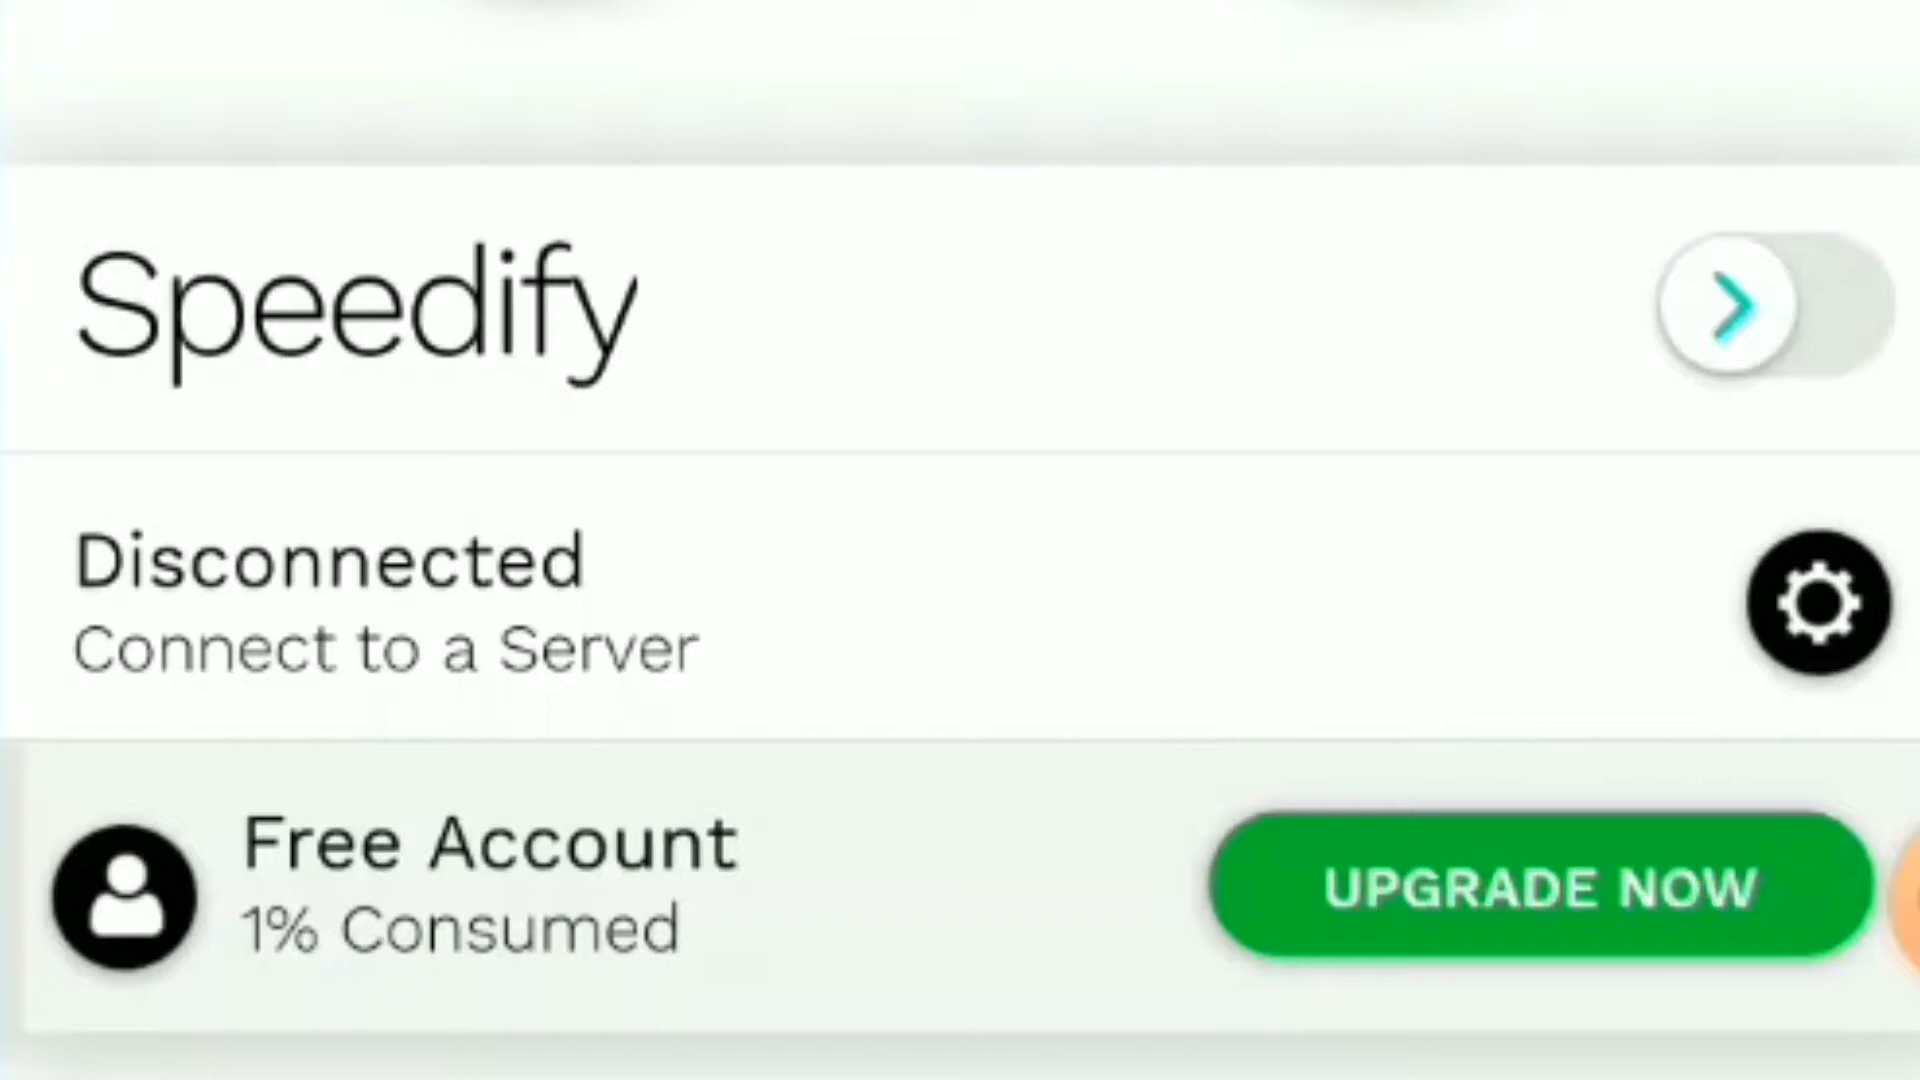 Speedify
Disconnected
Connect to a Server
Free Account
1% Consumed
UPGRADE NOW